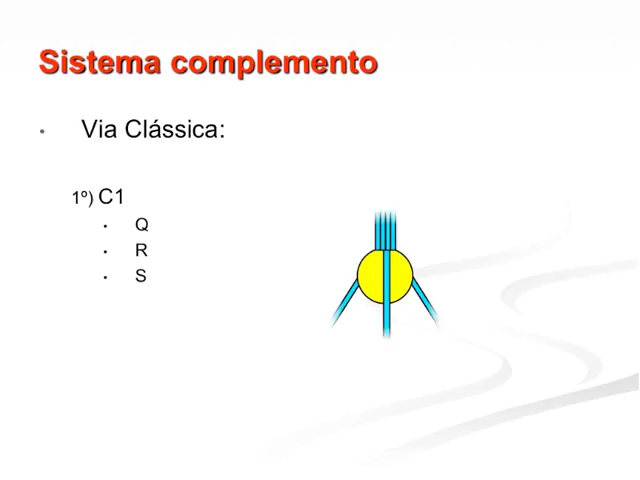 Sistema complemento
• Via Clássica:
1º) C1
• Q
• R
• S